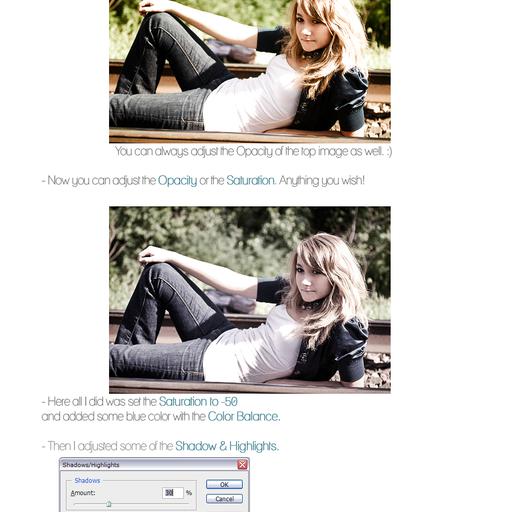 You can always adjust the Opacity of the top image as well. :)
- Now you can adjust the Opacity or the Saturation. Anything you wish!
- Here all I did was set the Saturation to -50
and added some blue color with the Color Balance.
- Then I adjusted some of the Shadow & Highlights.
Shadows/Highlights
Shadows
OK
Amount: 30 %
Cancel